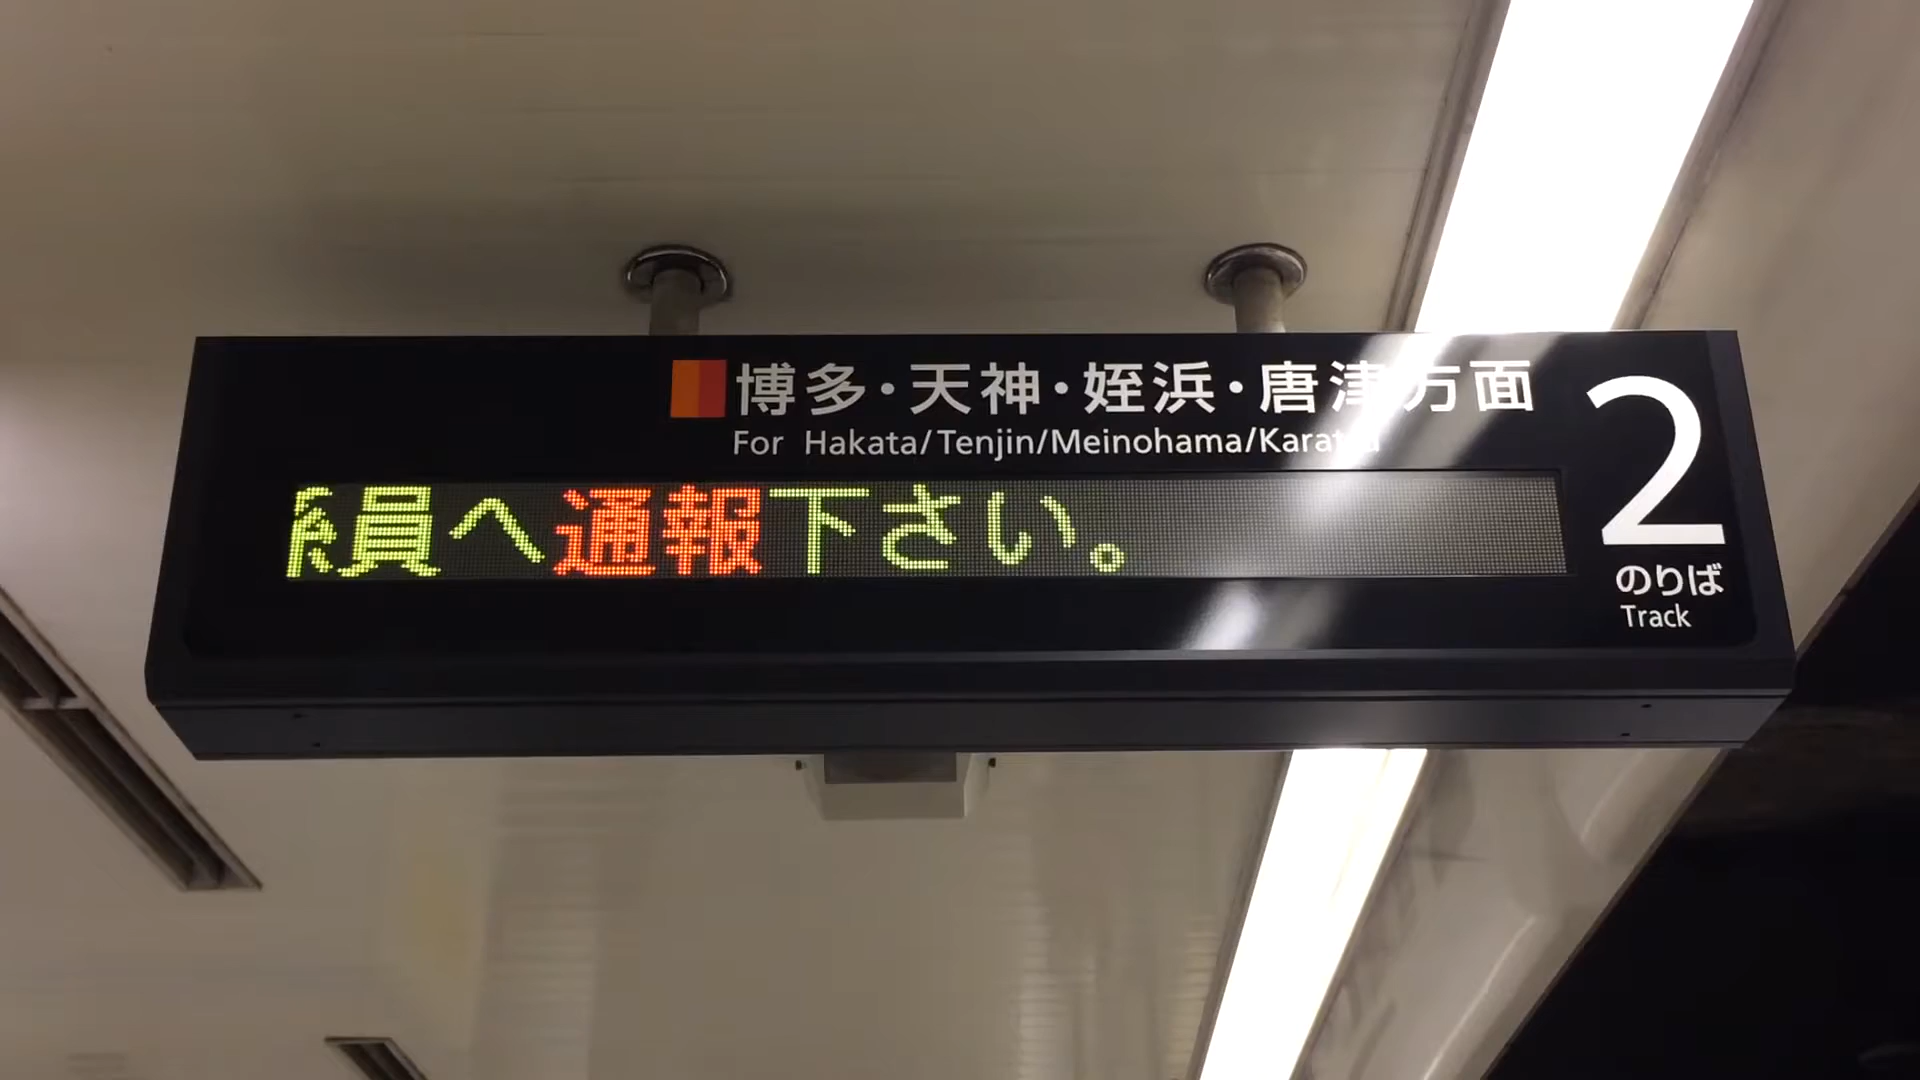 博多・天神・姪浜・唐津方面
For Hakata/Tenjin/Meinohama/Karatsu
員へ通報下さい。
2
のりば
Track